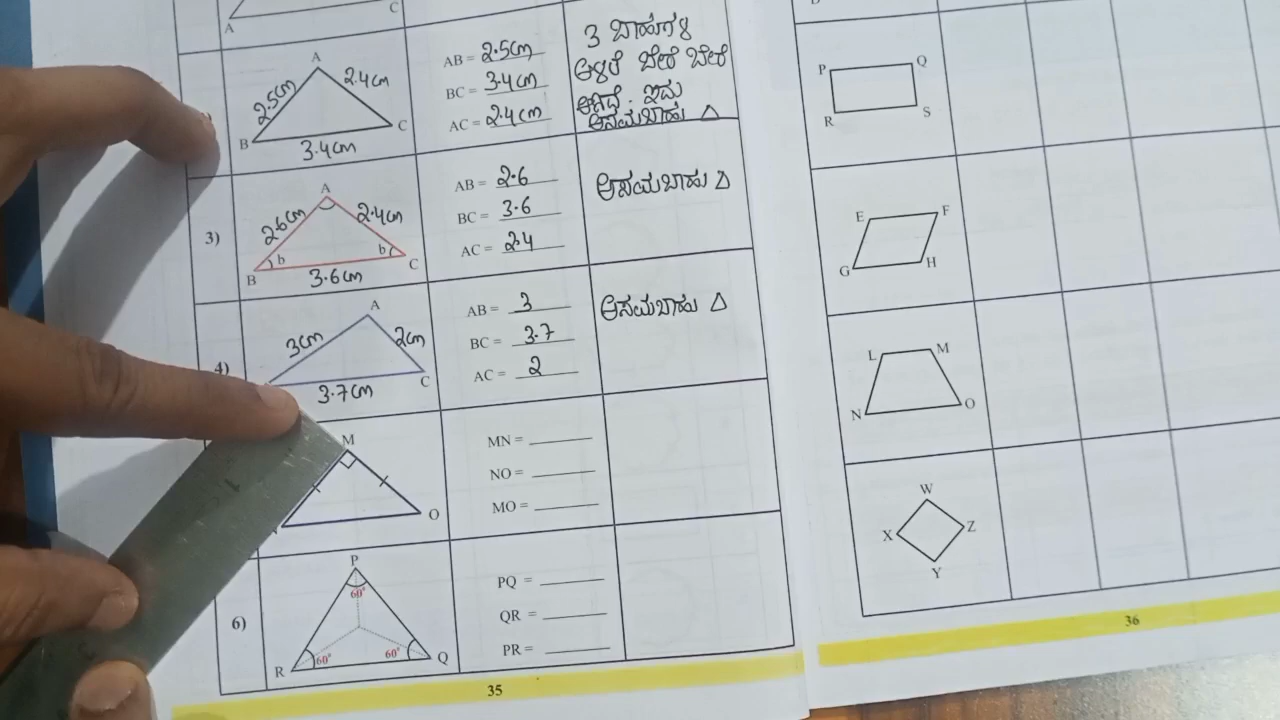 A
C
A
2.5cm
2.4cm
B
C
3.4cm
AB = 2.5cm
BC = 3.4cm
AC = 2.4cm
3 ಬಾಹುಗಳ
ಅಳತೆ ಬೇರೆ ಬೇರೆ
ಆಗಿದೆ. ಇದು
ಅಸಮಬಾಹು △
3)
A
2.6cm
2.4cm
b
b
B
C
3.6cm
AB = 2.6
BC = 3.6
AC = 2.4
ಅಸಮಬಾಹು △
4)
A
3cm
2cm
C
3.7cm
AB = 3
BC = 3.7
AC = 2
ಅಸಮಬಾಹು △
M
O
MN =
NO =
MO =
6)
P
60°
60°
60°
R
Q
PQ =
QR =
PR =
35
P
Q
R
S
E
F
G
H
L
M
N
O
W
X
Z
Y
36